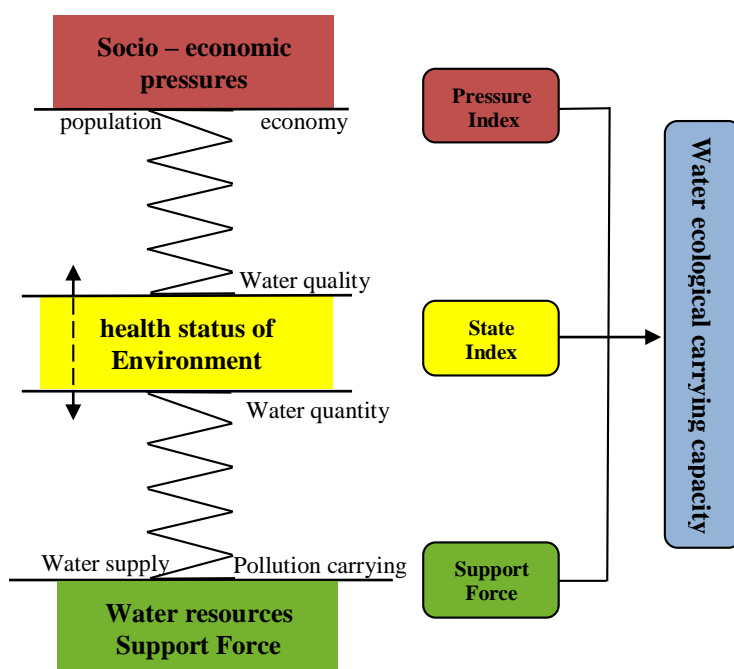 Socio – economic
pressures
population
economy
Water quality
health status of
Environment
Water quantity
Water supply
Pollution carrying
Water resources
Support Force
Pressure
Index
State
Index
Support
Force
Water ecological carrying capacity